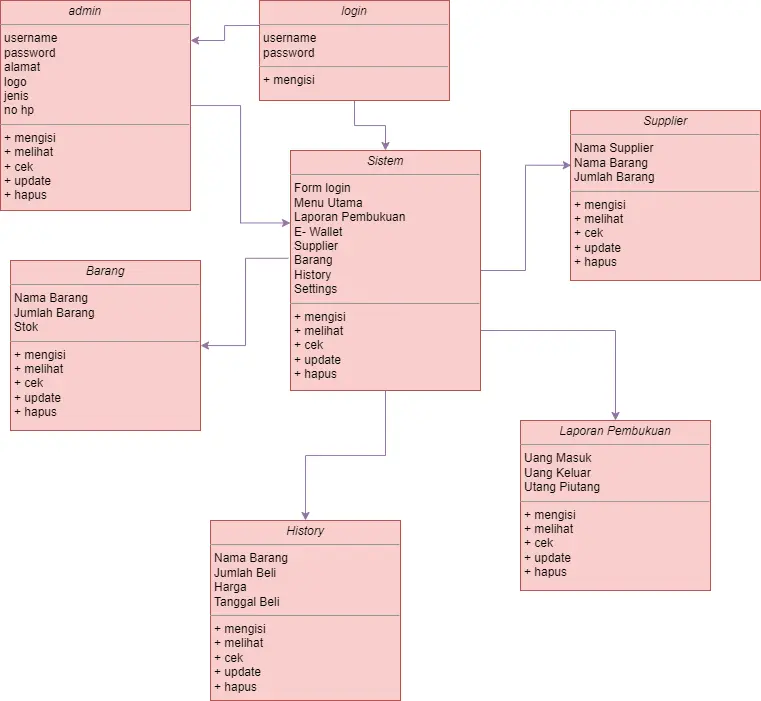 admin
username
password
alamat
logo
jenis
no hp
+ mengisi
+ melihat
+ cek
+ update
+ hapus
login
username
password
+ mengisi
Sistem
Form login
Menu Utama
Laporan Pembukuan
E- Wallet
Supplier
Barang
History
Settings
+ mengisi
+ melihat
+ cek
+ update
+ hapus
Supplier
Nama Supplier
Nama Barang
Jumlah Barang
+ mengisi
+ melihat
+ cek
+ update
+ hapus
Barang
Nama Barang
Jumlah Barang
Stok
+ mengisi
+ melihat
+ cek
+ update
+ hapus
Laporan Pembukuan
Uang Masuk
Uang Keluar
Utang Piutang
+ mengisi
+ melihat
+ cek
+ update
+ hapus
History
Nama Barang
Jumlah Beli
Harga
Tanggal Beli
+ mengisi
+ melihat
+ cek
+ update
+ hapus